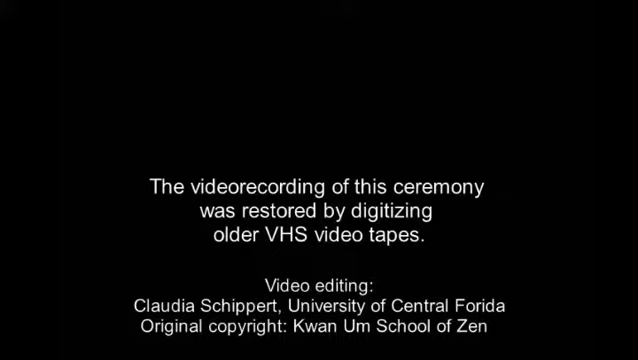 The videorecording of this ceremony
was restored by digitizing
older VHS video tapes.
Video editing:
Claudia Schippert, University of Central Forida
Original copyright: Kwan Um School of Zen